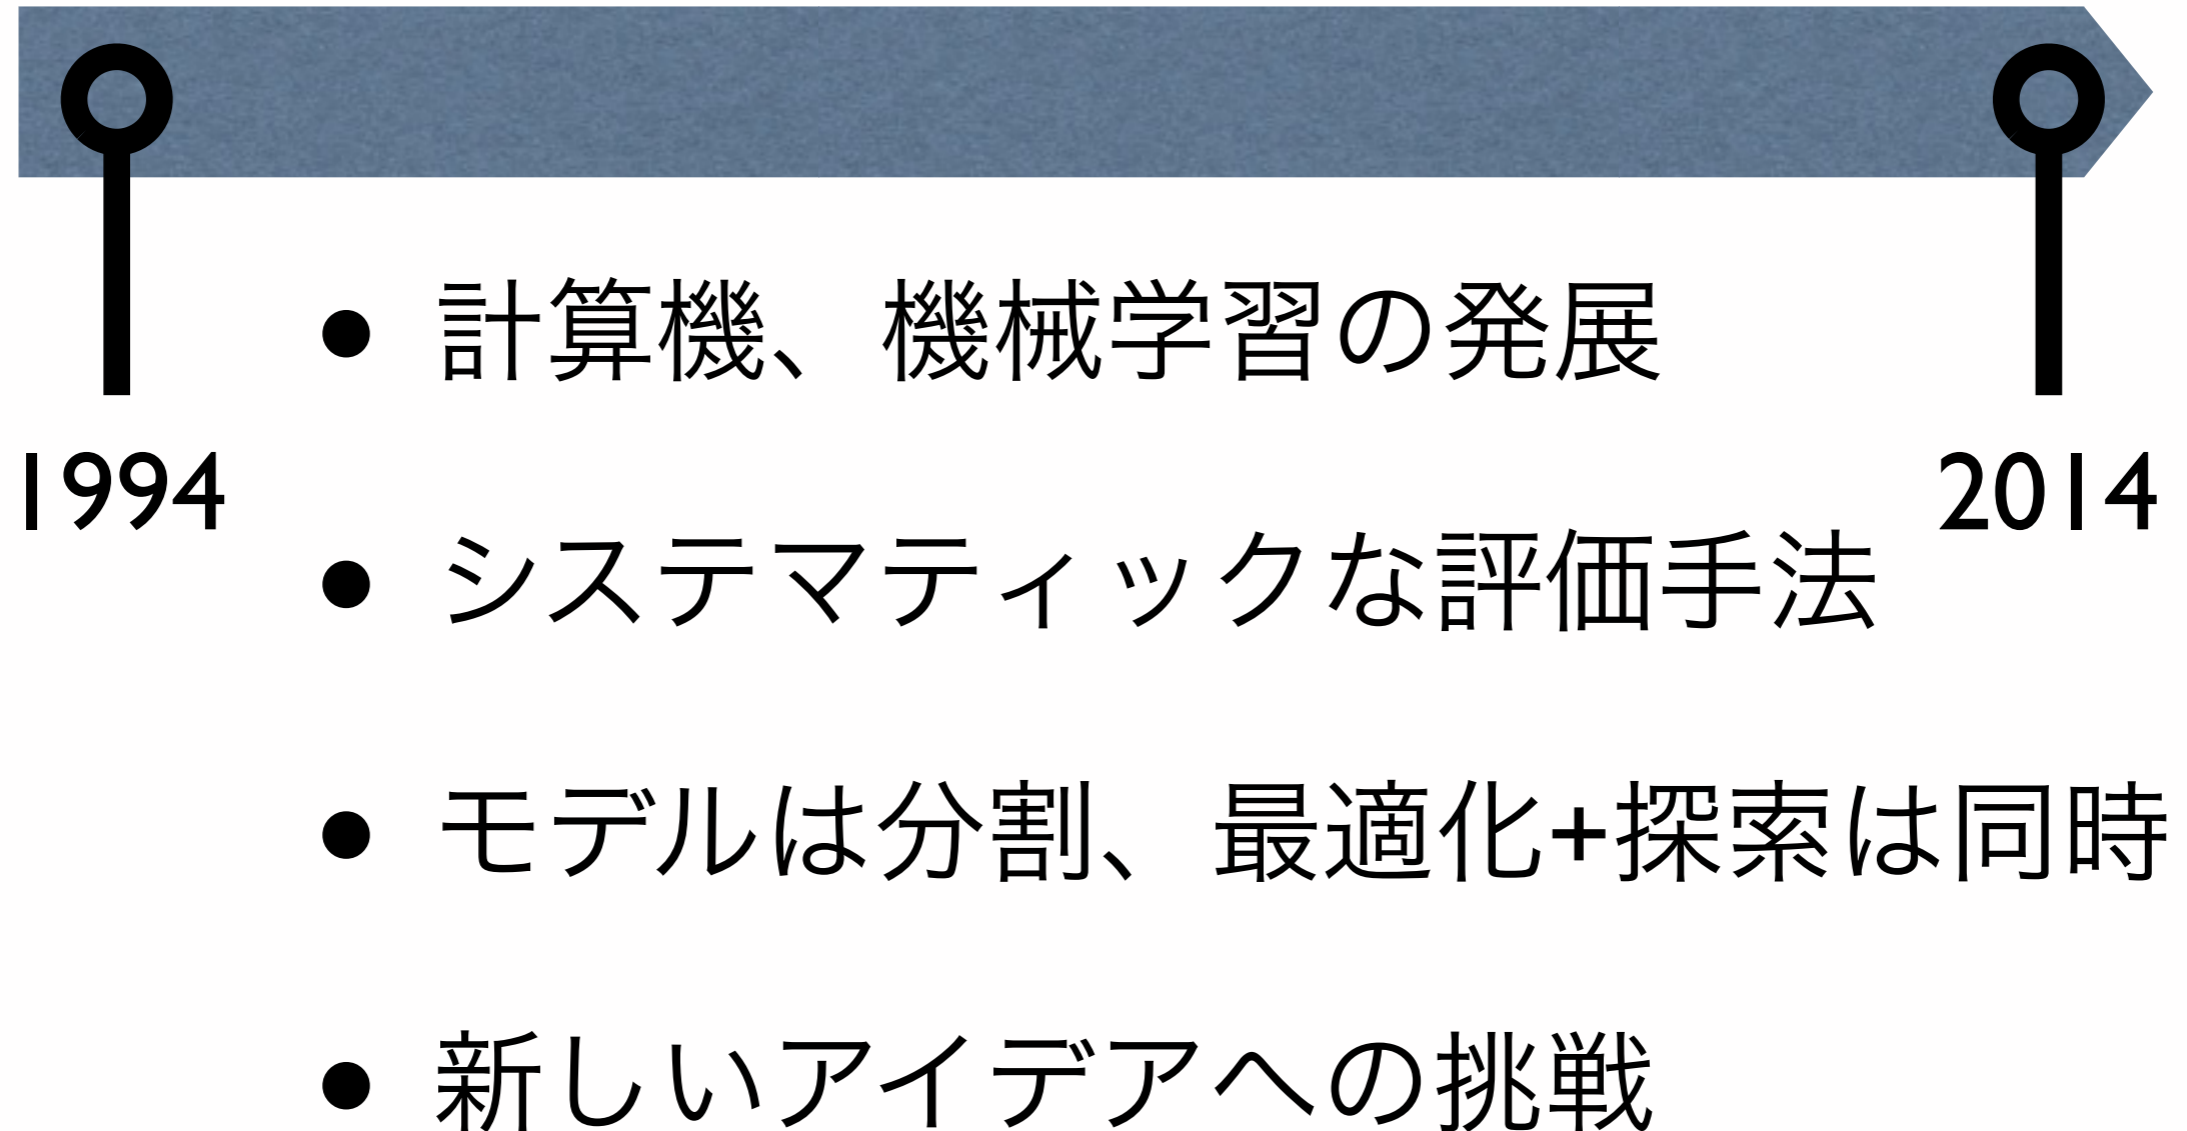 1994
2014
• 計算機、機械学習の発展
• システマティックな評価手法
• モデルは分割、最適化+探索は同時
• 新しいアイデアへの挑戦